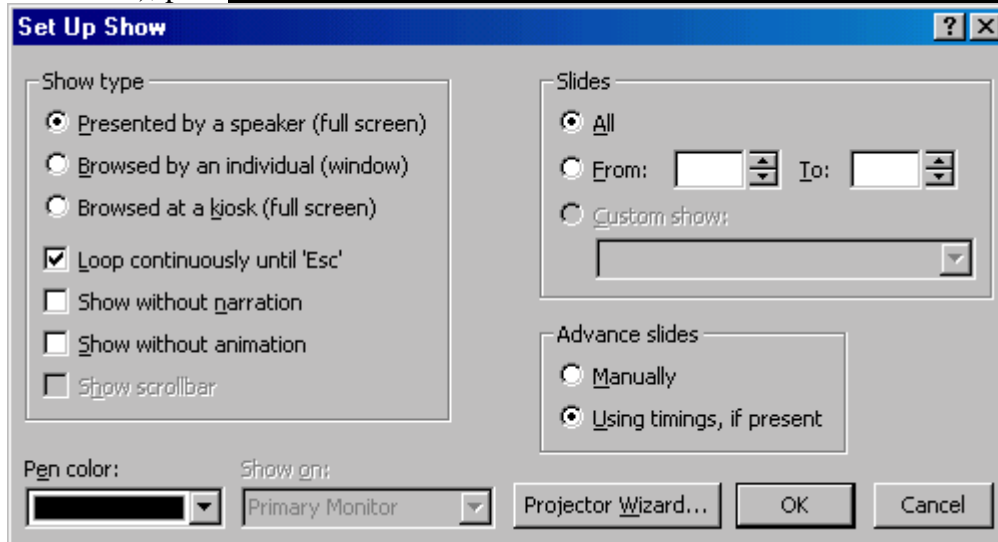 Set Up Show
Show type
Presented by a speaker (full screen)
Browsed by an individual (window)
Browsed at a kiosk (full screen)
Loop continuously until 'Esc'
Show without narration
Show without animation
Show scrollbar
Slides
All
From: To:
Custom show:
Advance slides
Manually
Using timings, if present
Pen color: Show on:
Primary Monitor Projector Wizard... OK Cancel